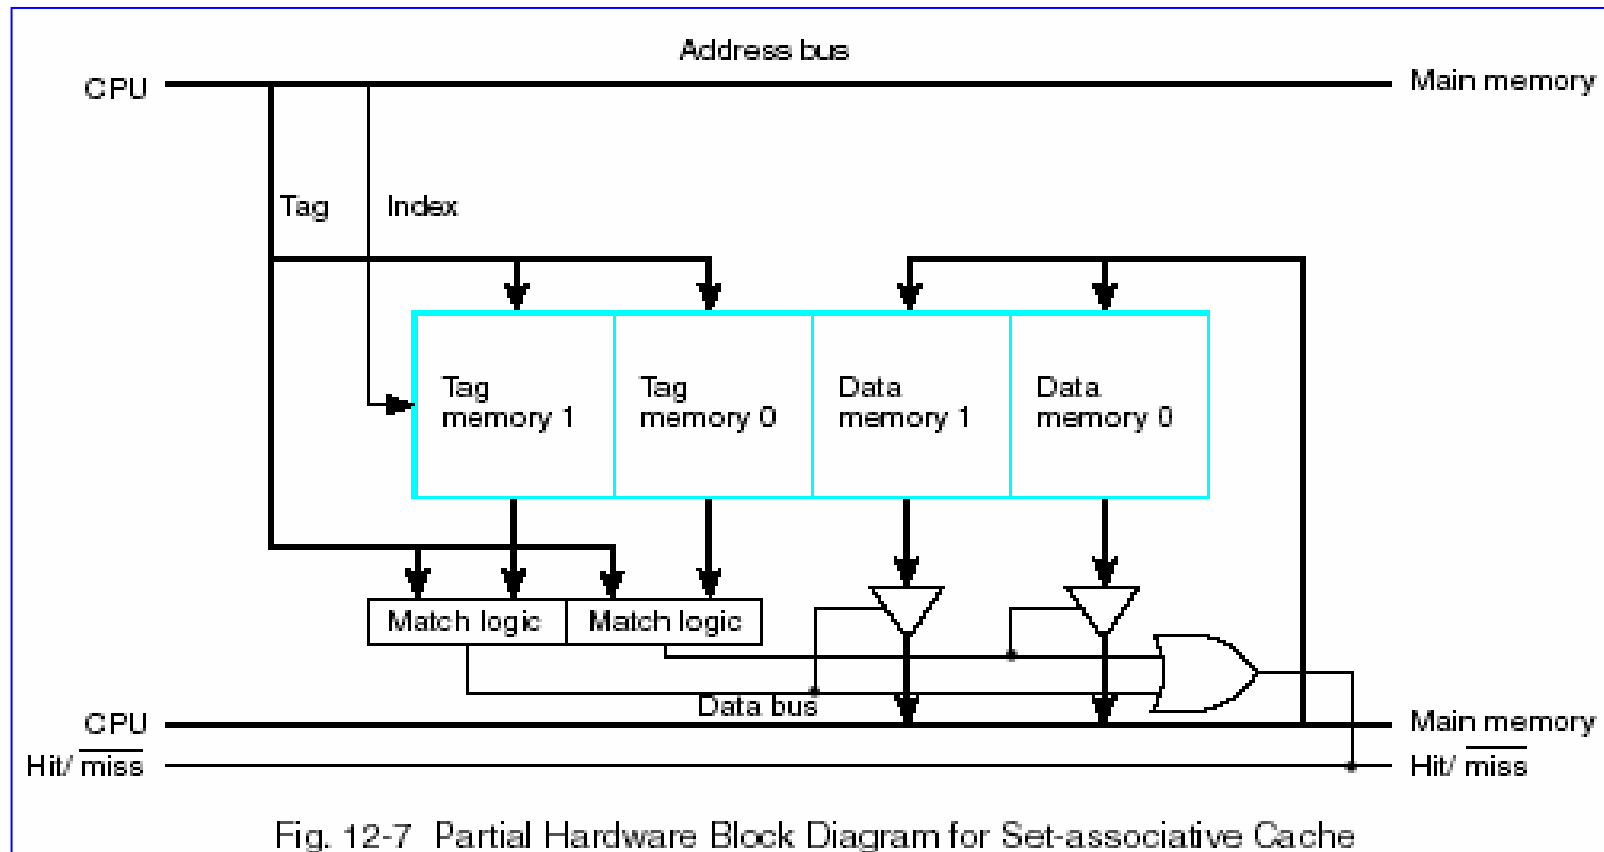 Address bus
CPU
Main memory
Tag
Index
Tag
memory 1
Tag
memory 0
Data
memory 1
Data
memory 0
Match logic
Match logic
Data bus
CPU
Main memory
Hit/ miss
Hit/ miss
Fig. 12-7 Partial Hardware Block Diagram for Set-associative Cache